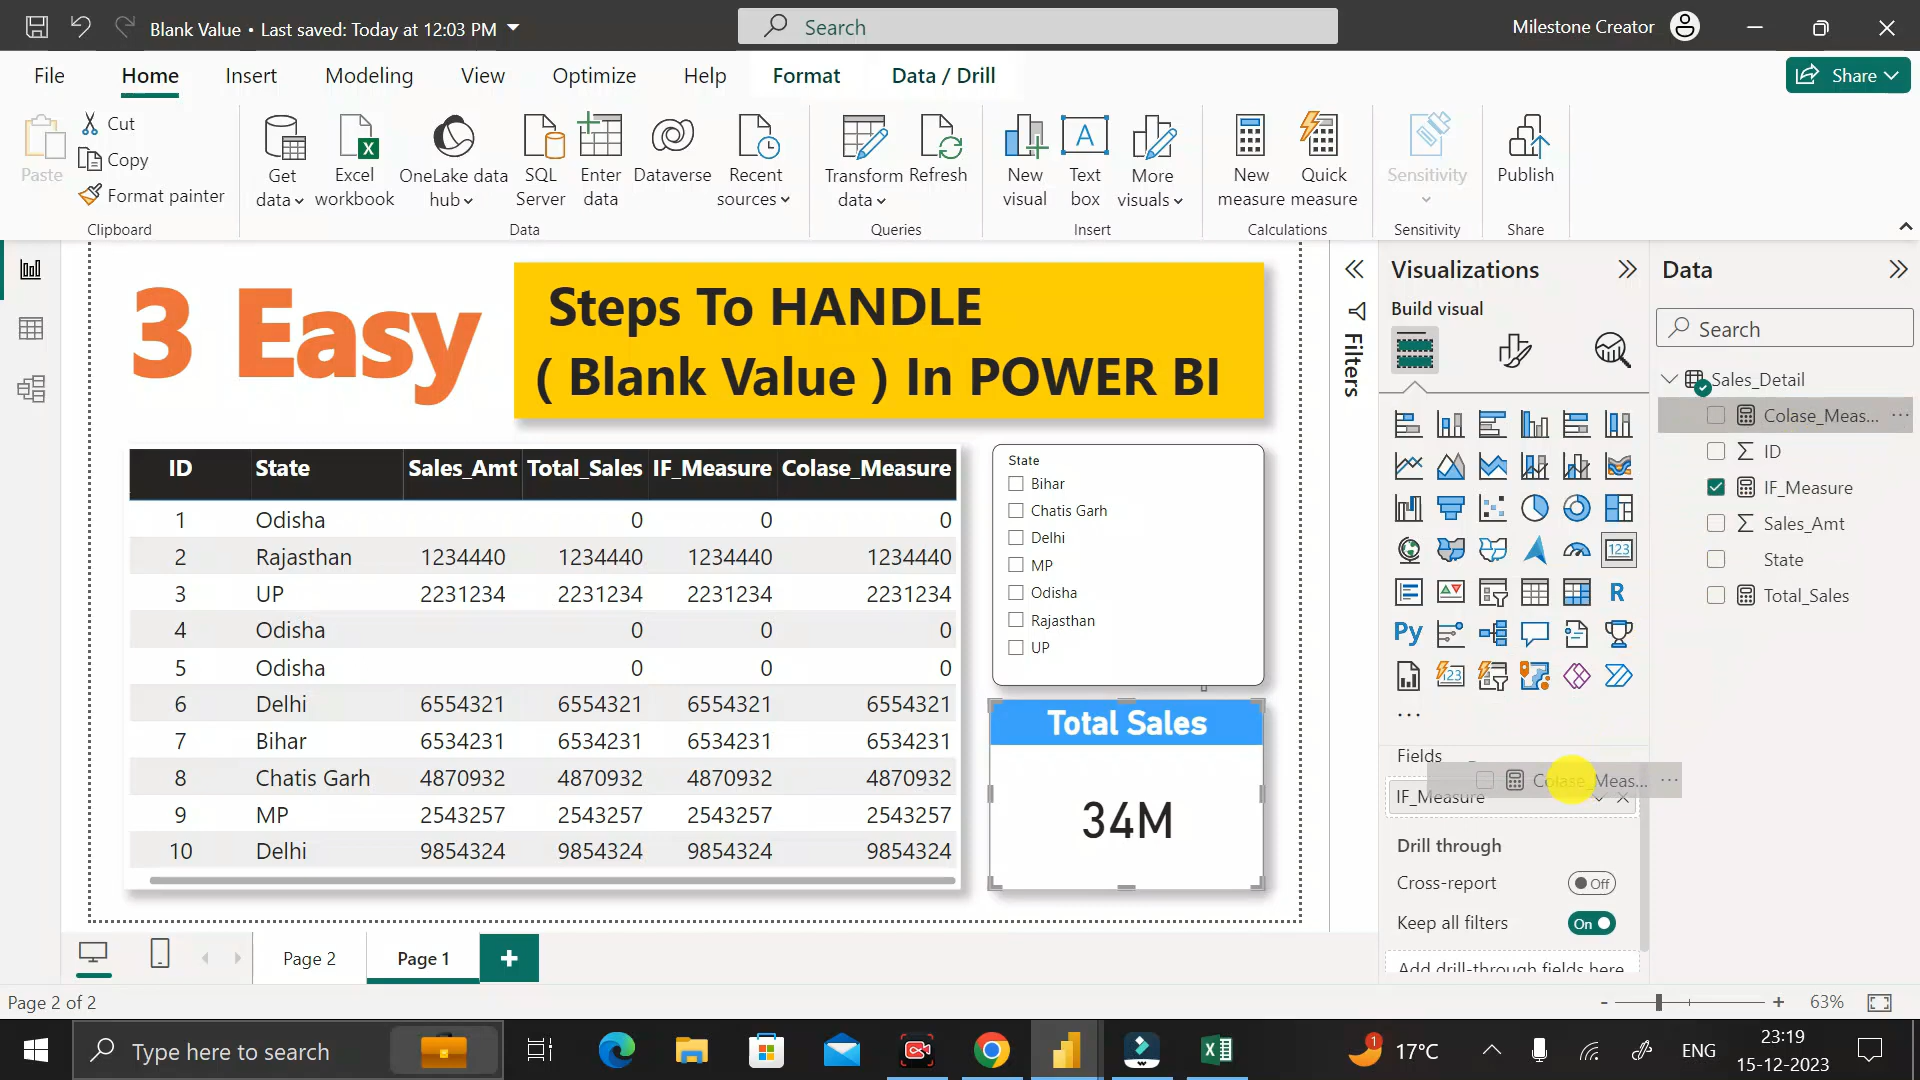 Blank Value • Last saved: Today at 12:03 PM
Search
Milestone Creator
File
Home
Insert
Modeling
View
Optimize
Help
Format
Data / Drill
Share
Paste
Cut
Copy
Format painter
Clipboard
Get data
Excel workbook
OneLake data hub
SQL Server
Enter data
Dataverse
Recent sources
Data
Transform data
Refresh
Queries
New visual
Text box
More visuals
Insert
New measure
Quick measure
Calculations
Sensitivity
Sensitivity
Publish
Share
3 Easy
Steps To HANDLE
( Blank Value ) In POWER BI
ID State Sales_Amt Total_Sales IF_Measure Colase_Measure
1 Odisha 0 0 0
2 Rajasthan 1234440 1234440 1234440 1234440
3 UP 2231234 2231234 2231234 2231234
4 Odisha 0 0 0
5 Odisha 0 0 0
6 Delhi 6554321 6554321 6554321 6554321
7 Bihar 6534231 6534231 6534231 6534231
8 Chatis Garh 4870932 4870932 4870932 4870932
9 MP 2543257 2543257 2543257 2543257
10 Delhi 9854324 9854324 9854324 9854324
State
Bihar
Chatis Garh
Delhi
MP
Odisha
Rajasthan
UP
Total Sales
34M
Filters
Visualizations
Build visual
123
R
Py
123
...
Fields
Colase_Meas... ...
IF_Measure
Drill through
Cross-report Off
Keep all filters On
Add drill-through fields here
Data
Search
Sales_Detail
Colase_Meas... ...
ID
IF_Measure
Sales_Amt
State
Total_Sales
Page 2
Page 1
+
Page 2 of 2
- + 63%
Type here to search
1
17°C
ENG
23:19
15-12-2023